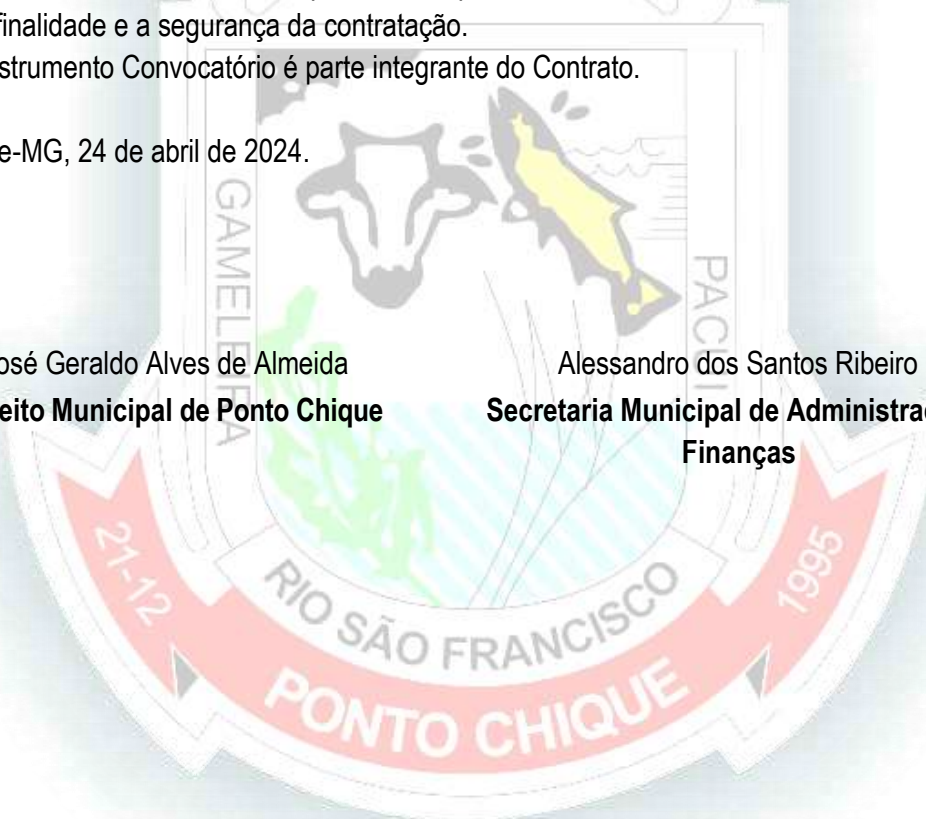 finalidade e a segurança da contratação.
strumento Convocatório é parte integrante do Contrato.
e-MG, 24 de abril de 2024.
GAMELEIRA
PACUI
osé Geraldo Alves de Almeida
Alessandro dos Santos Ribeiro
eito Municipal de Ponto Chique
Secretaria Municipal de Administra
Finanças
21-12
RIO SÃO FRANCISCO
1995
PONTO CHIQUE